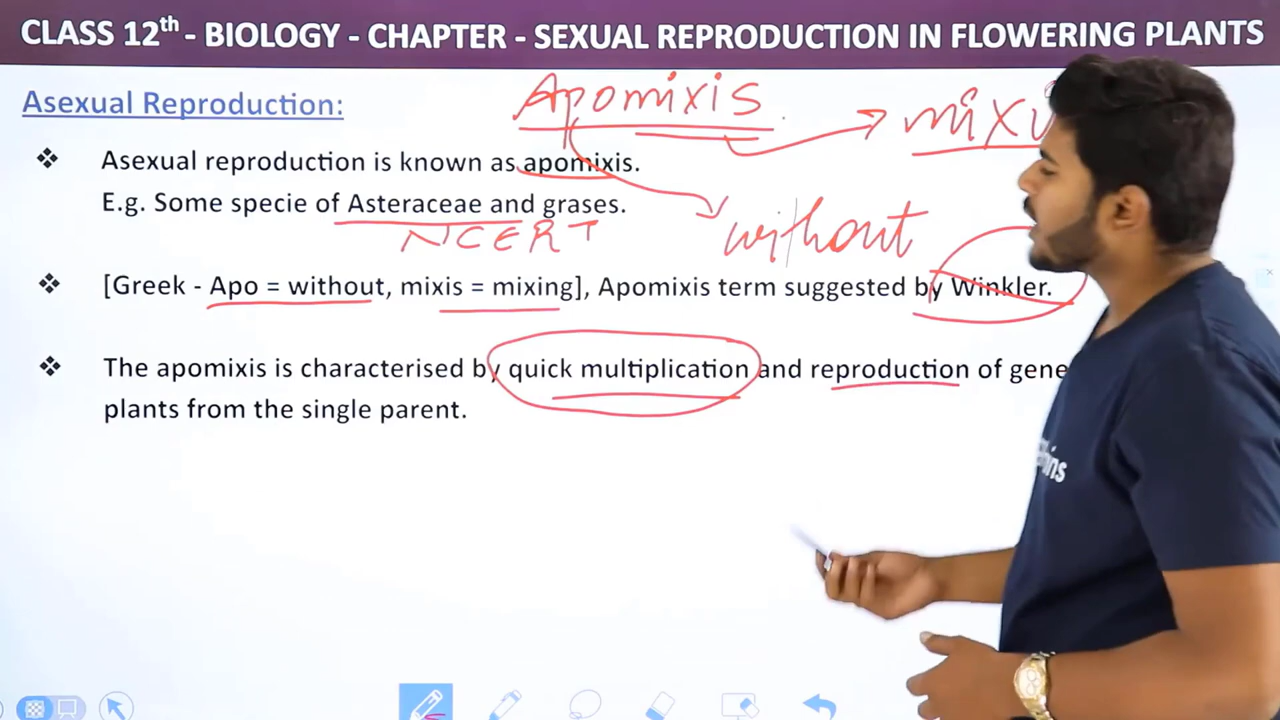 CLASS 12th - BIOLOGY - CHAPTER - SEXUAL REPRODUCTION IN FLOWERING PLANTS
Asexual Reproduction:
Apomixis
Asexual reproduction is known as apomixis.
E.g. Some specie of Asteraceae and grases.
NCERT
without
[Greek - Apo = without, mixis = mixing], Apomixis term suggested by Winkler.
The apomixis is characterised by quick multiplication and reproduction of
plants from the single parent.